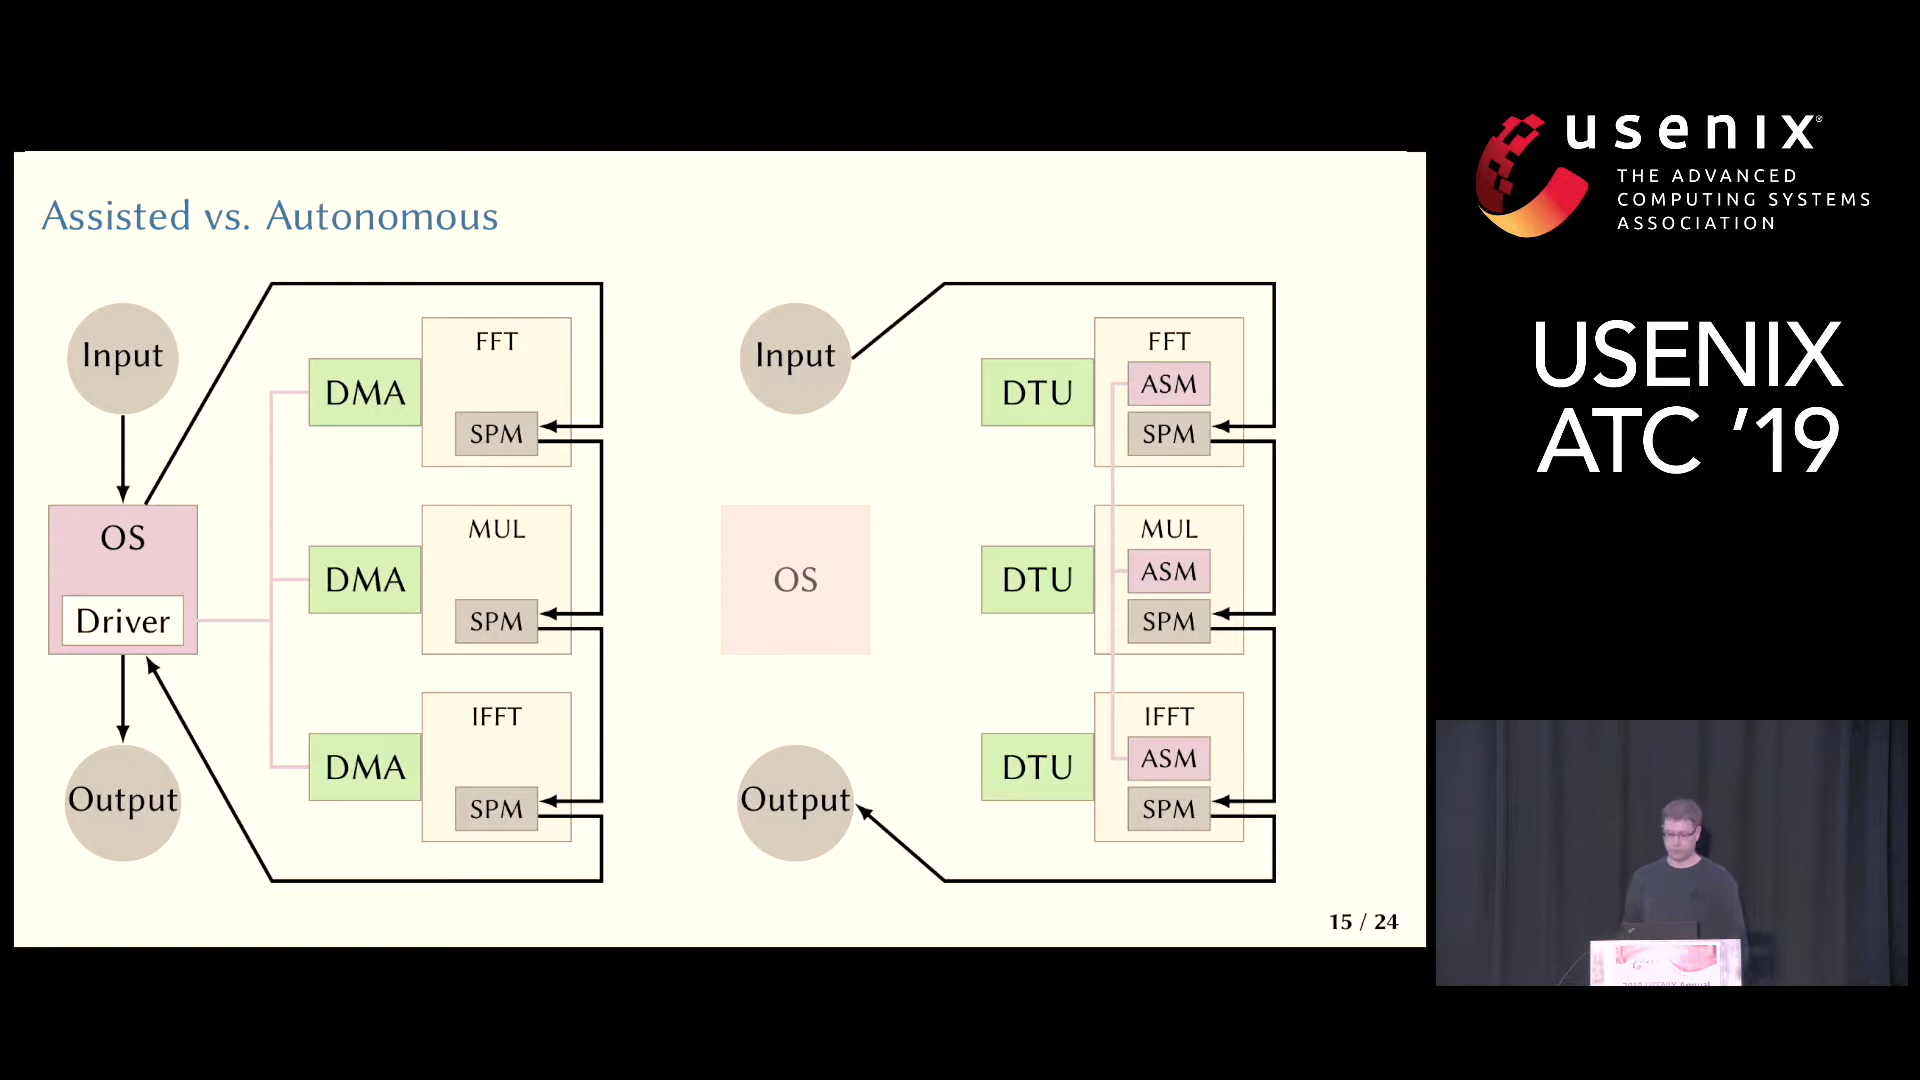 Assisted vs. Autonomous
Input
OS
Driver
Output
DMA
FFT
SPM
DMA
MUL
SPM
DMA
IFFT
SPM
Input
OS
Output
DTU
FFT
ASM
SPM
DTU
MUL
ASM
SPM
DTU
IFFT
ASM
SPM
15 / 24
usenix®
THE ADVANCED
COMPUTING SYSTEMS
ASSOCIATION
USENIX
ATC ’19